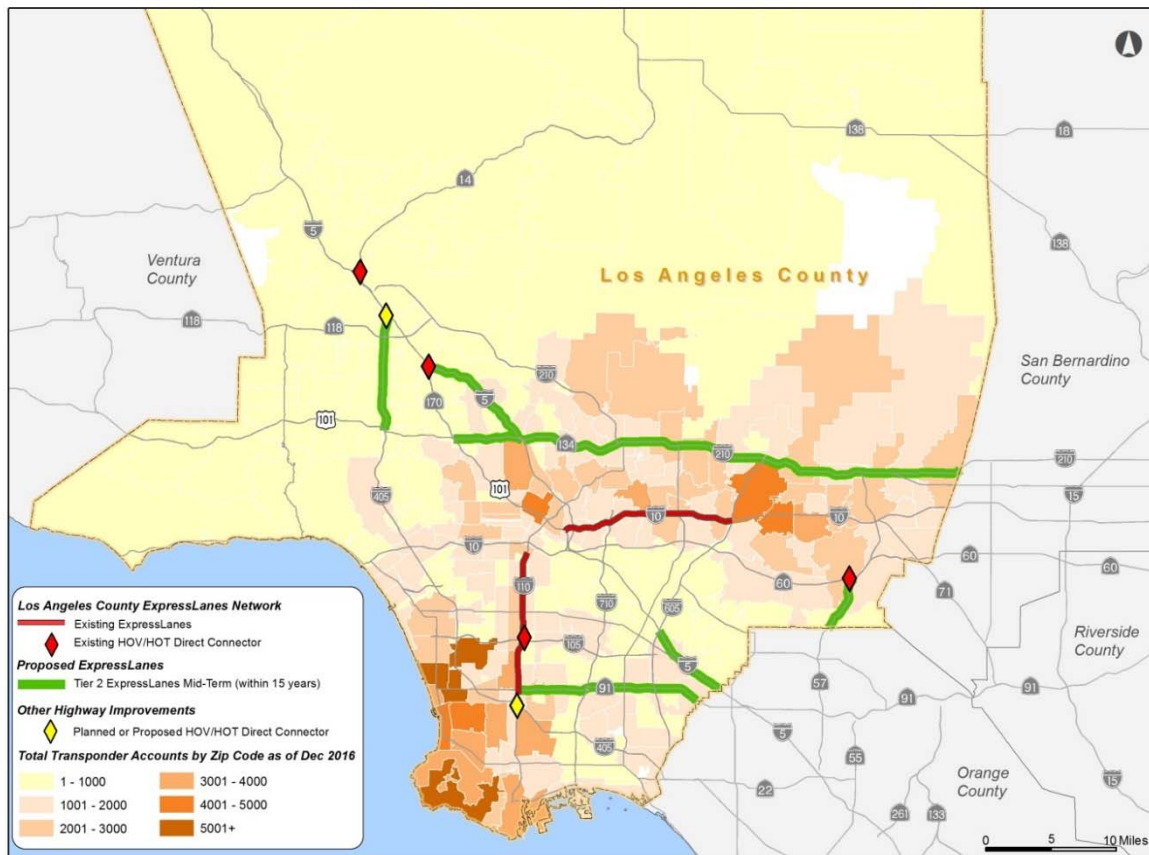 138
18
14
5
Ventura
County
138
Los Angeles County
118
118
San Bernardino
County
210
170
5
101
134
210
210
405
101
15
10
10
10
60
60
110
60
71
710
605
Riverside
County
105
5
57
91
91
91
5
405
55
Orange
County
22
15
261
133
Los Angeles County ExpressLanes Network
Existing ExpressLanes
Existing HOV/HOT Direct Connector
Proposed ExpressLanes
Tier 2 ExpressLanes Mid-Term (within 15 years)
Other Highway Improvements
Planned or Proposed HOV/HOT Direct Connector
Total Transponder Accounts by Zip Code as of Dec 2016
1 - 1000
3001 - 4000
1001 - 2000
4001 - 5000
2001 - 3000
5001+
0 5 10 Miles